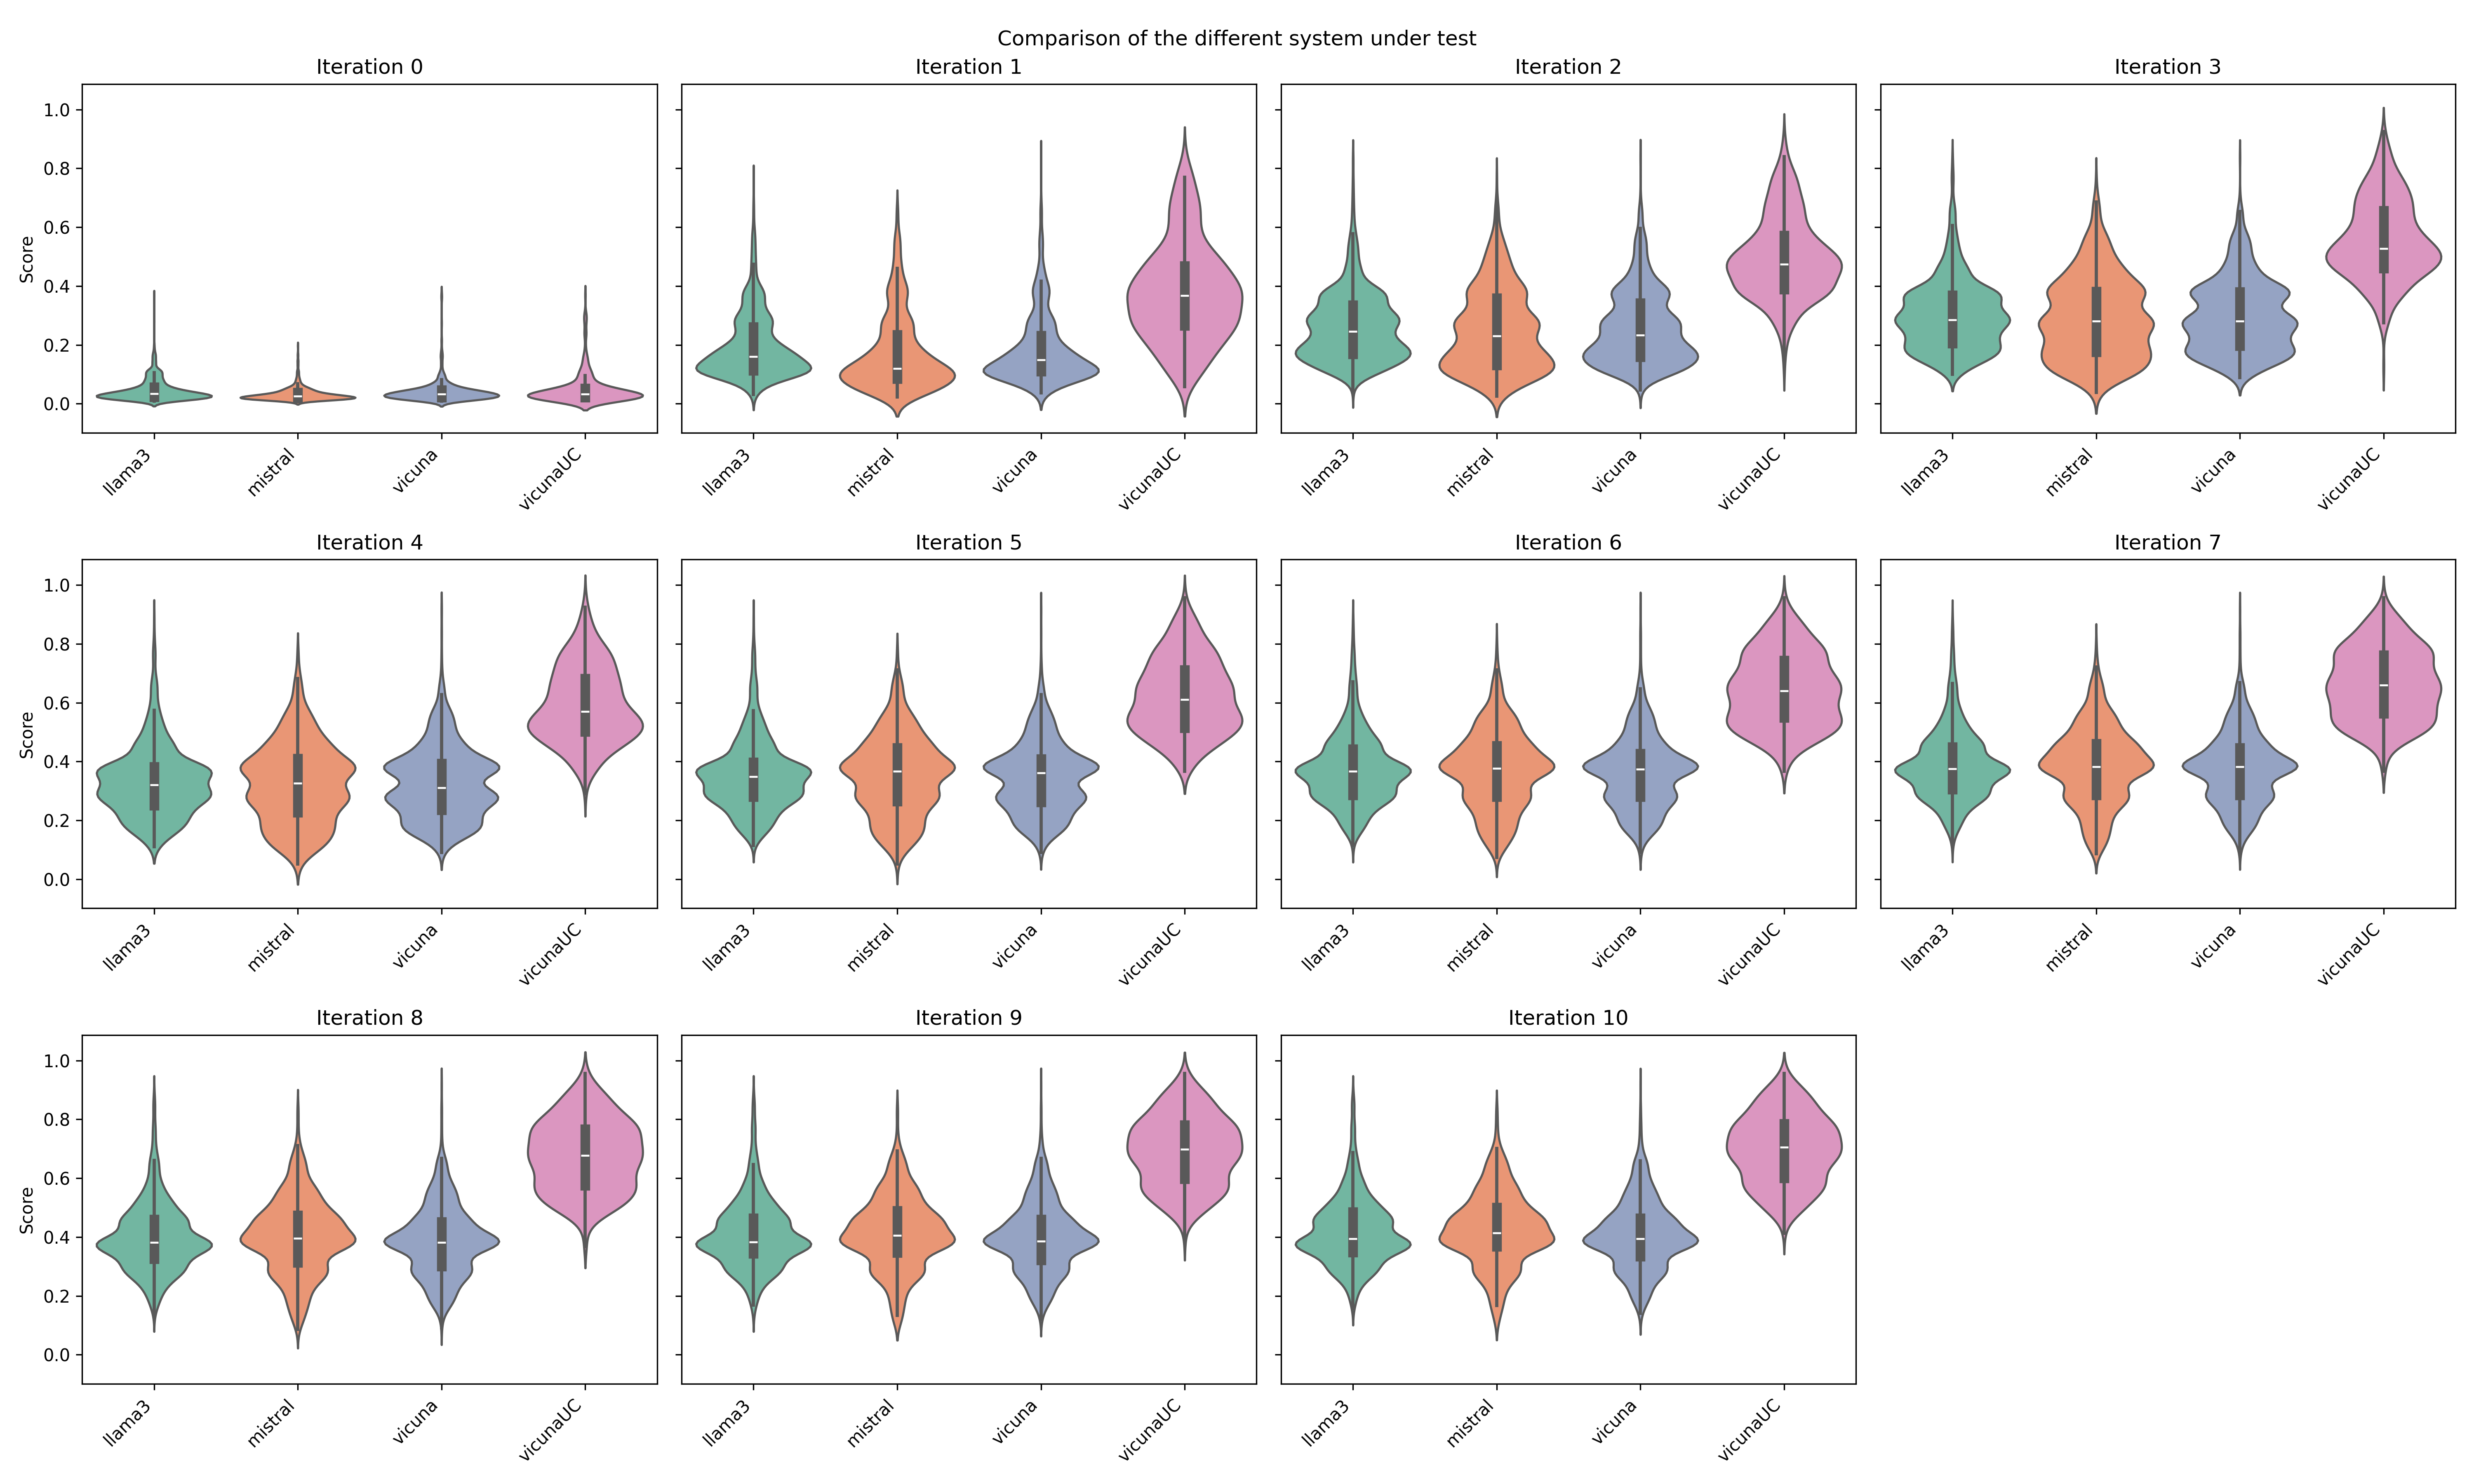 Comparison of the different system under test
Iteration 0
Iteration 1
Iteration 2
Iteration 3
1.0
0.8
0.6
0.4
0.2
0.0
Score
llama3
mistral
vicuna
vicunaUC
llama3
mistral
vicuna
vicunaUC
llama3
mistral
vicuna
vicunaUC
llama3
mistral
vicuna
vicunaUC
Iteration 4
Iteration 5
Iteration 6
Iteration 7
1.0
0.8
0.6
0.4
0.2
0.0
Score
llama3
mistral
vicuna
vicunaUC
llama3
mistral
vicuna
vicunaUC
llama3
mistral
vicuna
vicunaUC
llama3
mistral
vicuna
vicunaUC
Iteration 8
Iteration 9
Iteration 10
1.0
0.8
0.6
0.4
0.2
0.0
Score
llama3
mistral
vicuna
vicunaUC
llama3
mistral
vicuna
vicunaUC
llama3
mistral
vicuna
vicunaUC